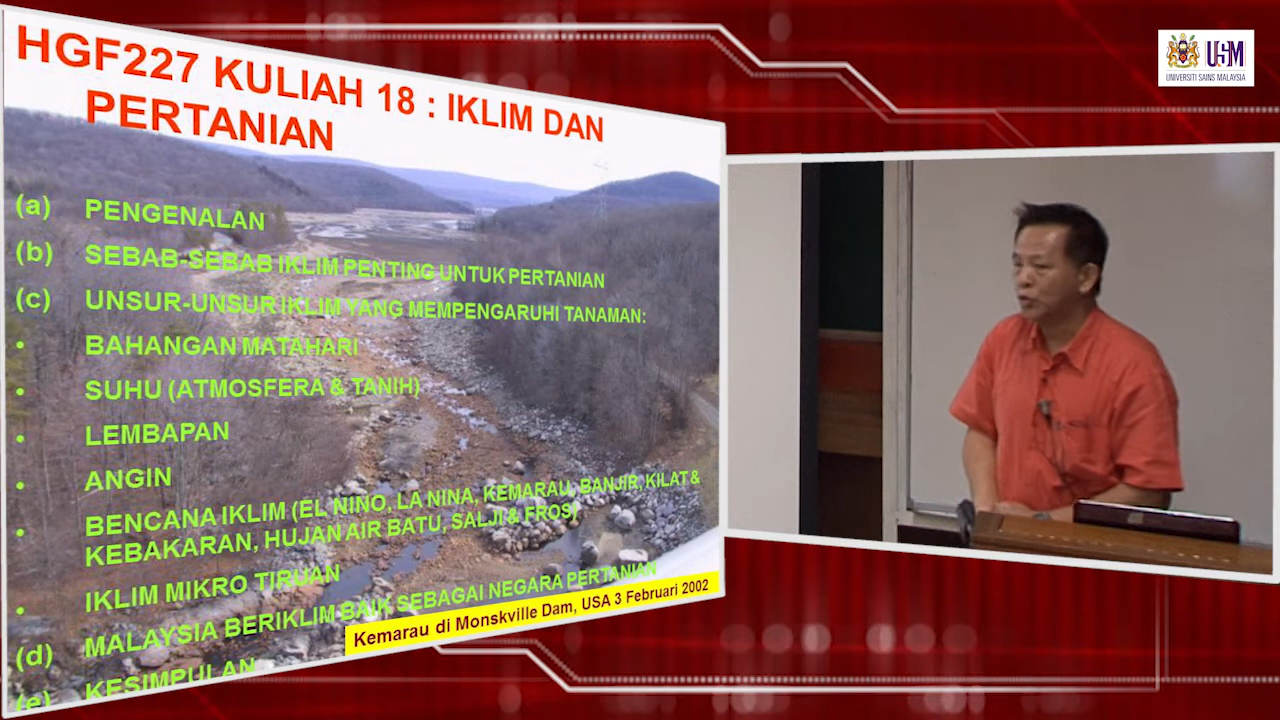 HGF227 KULIAH 18 : IKLIM DAN
PERTANIAN
(a) PENGENALAN
(b) SEBAB-SEBAB IKLIM PENTING UNTUK PERTANIAN
(c) UNSUR-UNSUR IKLIM YANG MEMPENGARUHI TANAMAN:
• BAHANGAN MATAHARI
• SUHU (ATMOSFERA & TANIH)
• LEMBAPAN
• ANGIN
• BENCANA IKLIM (EL NINO, LA NINA, KEMARAU, BANJIR, KILAT &
KEBAKARAN, HUJAN AIR BATU, SALJI & FROS)
• IKLIM MIKRO TIRUAN
(d) MALAYSIA BERIKLIM BAIK SEBAGAI NEGARA PERTANIAN
(e) KESIMPULAN
Kemarau di Monskville Dam, USA 3 Februari 2002
USM
UNIVERSITI SAINS MALAYSIA